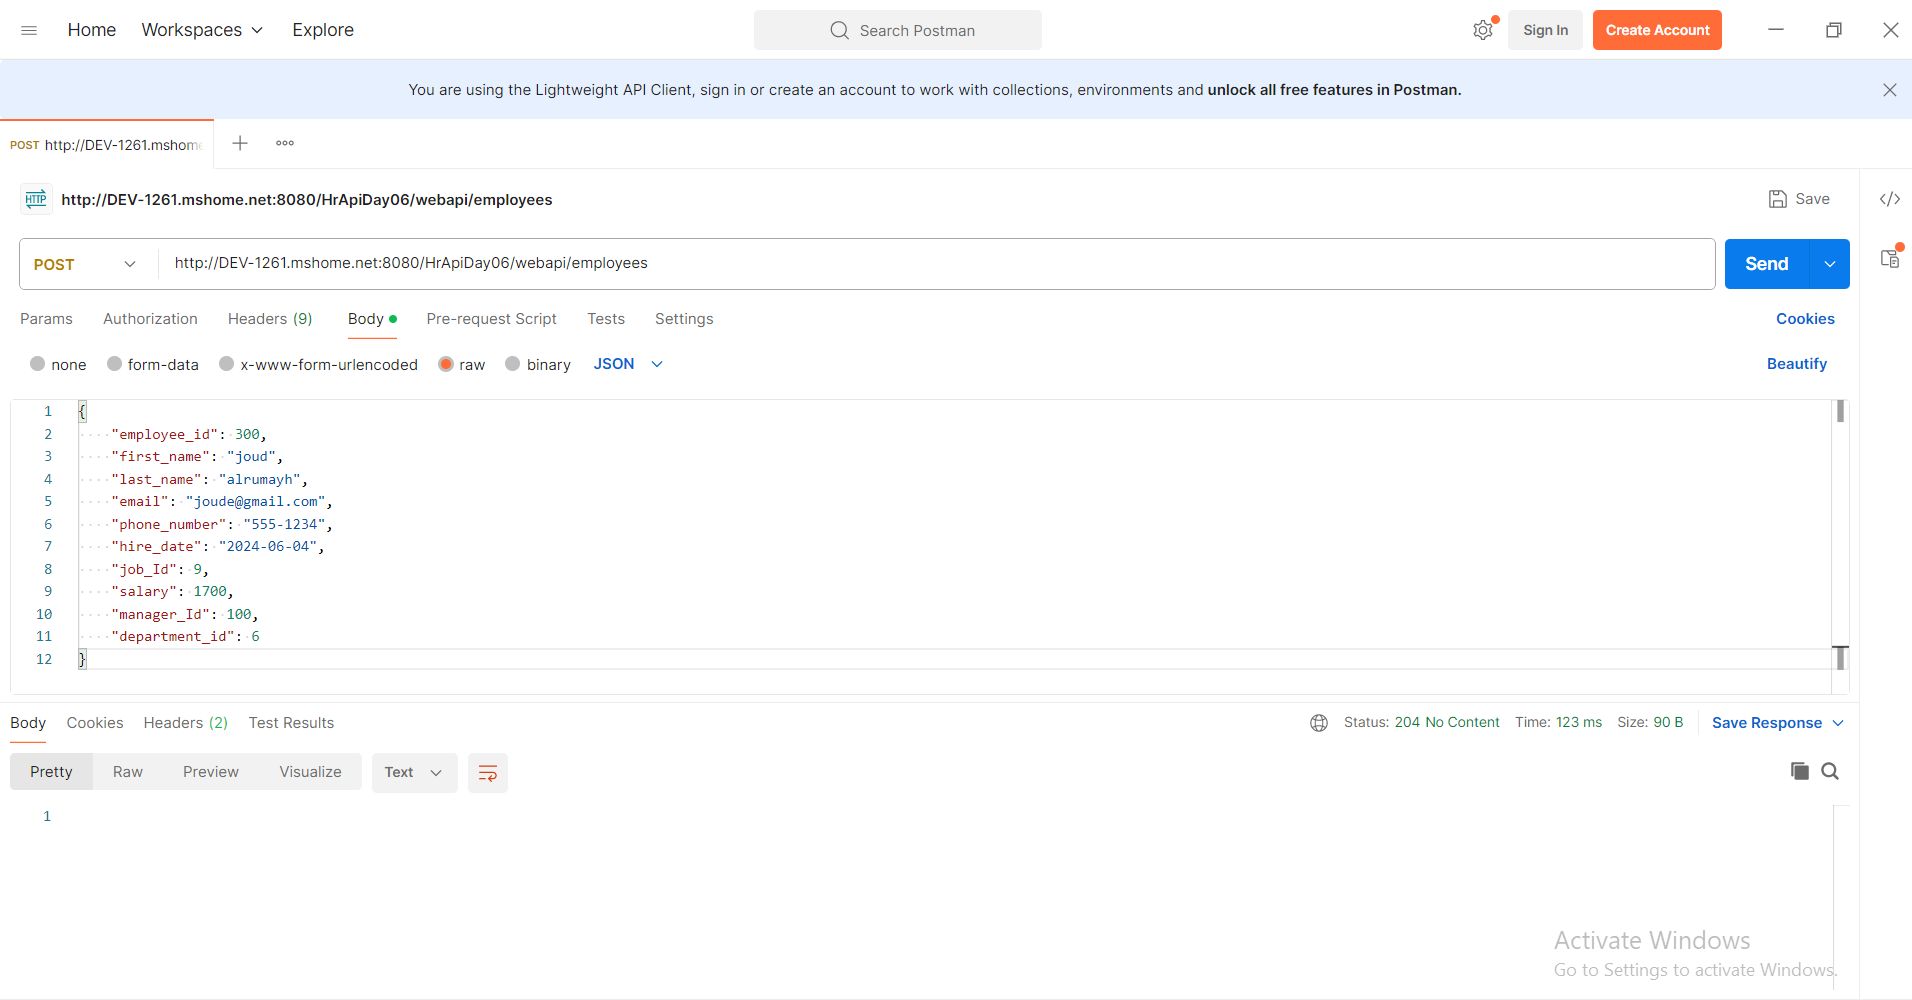 Home Workspaces Explore Search Postman Sign In Create Account
You are using the Lightweight API Client, sign in or create an account to work with collections, environments and unlock all free features in Postman.
POST http://DEV-1261.mshom
HTTP http://DEV-1261.mshome.net:8080/HrApiDay06/webapi/employees Save </>
POST http://DEV-1261.mshome.net:8080/HrApiDay06/webapi/employees Send
Params Authorization Headers (9) Body Pre-request Script Tests Settings Cookies
none form-data x-www-form-urlencoded raw binary JSON Beautify
1 {
2 "employee_id": 300,
3 "first_name": "joud",
4 "last_name": "alrumayh",
5 "email": "joude@gmail.com",
6 "phone_number": "555-1234",
7 "hire_date": "2024-06-04",
8 "job_Id": 9,
9 "salary": 1700,
10 "manager_Id": 100,
11 "department_id": 6
12 }
Body Cookies Headers (2) Test Results Status: 204 No Content Time: 123 ms Size: 90 B Save Response
Pretty Raw Preview Visualize Text
1
Activate Windows
Go to Settings to activate Windows.